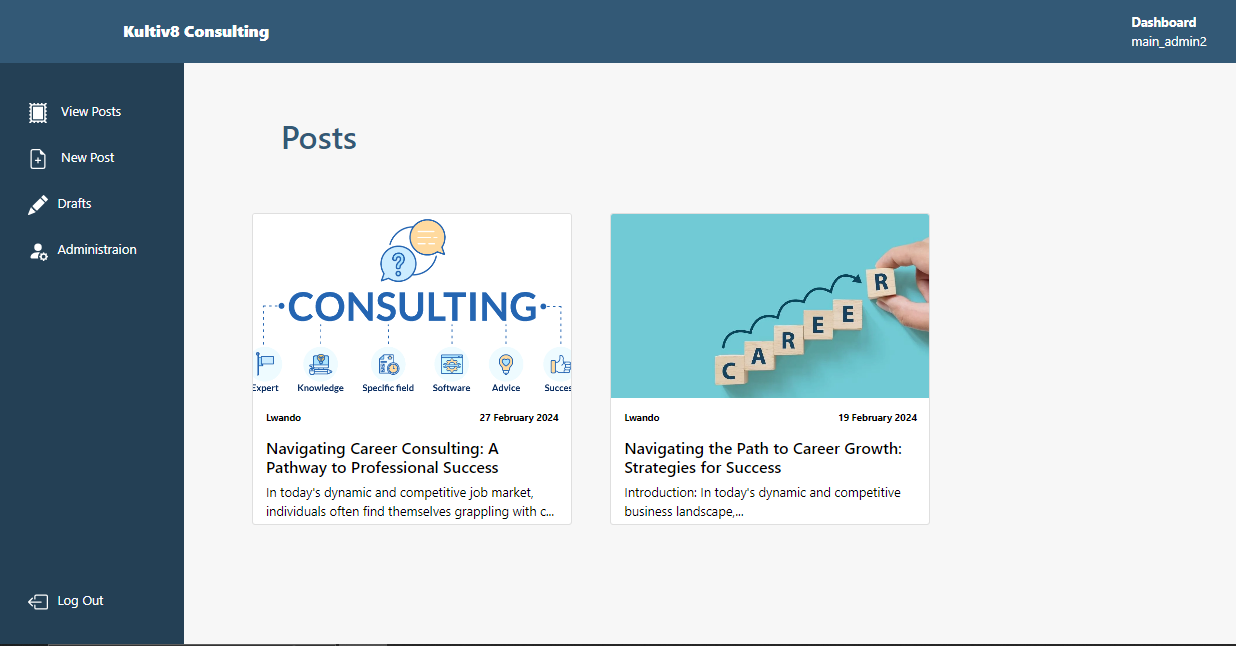 Kultiv8 Consulting
Dashboard
main_admin2
View Posts
New Post
Drafts
Administraion
Log Out
Posts
?
CONSULTING
Expert Knowledge Specific field Software Advice Succes
Lwando 27 February 2024
Navigating Career Consulting: A
Pathway to Professional Success
In today's dynamic and competitive job market,
individuals often find themselves grappling with c...
CAREER
Lwando 19 February 2024
Navigating the Path to Career Growth:
Strategies for Success
Introduction: In today's dynamic and competitive
business landscape,...